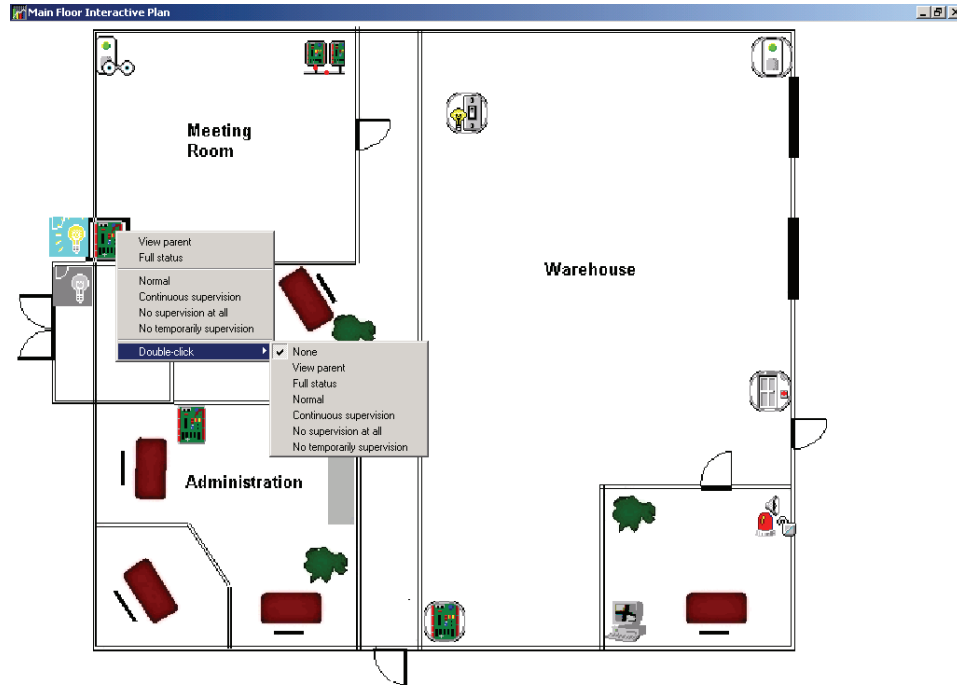 Main Floor Interactive Plan
Meeting
Room
View parent
Full status
Normal
Continuous supervision
No supervision at all
No temporarily supervision
Double-click
None
View parent
Full status
Normal
Continuous supervision
No supervision at all
No temporarily supervision
Warehouse
Administration